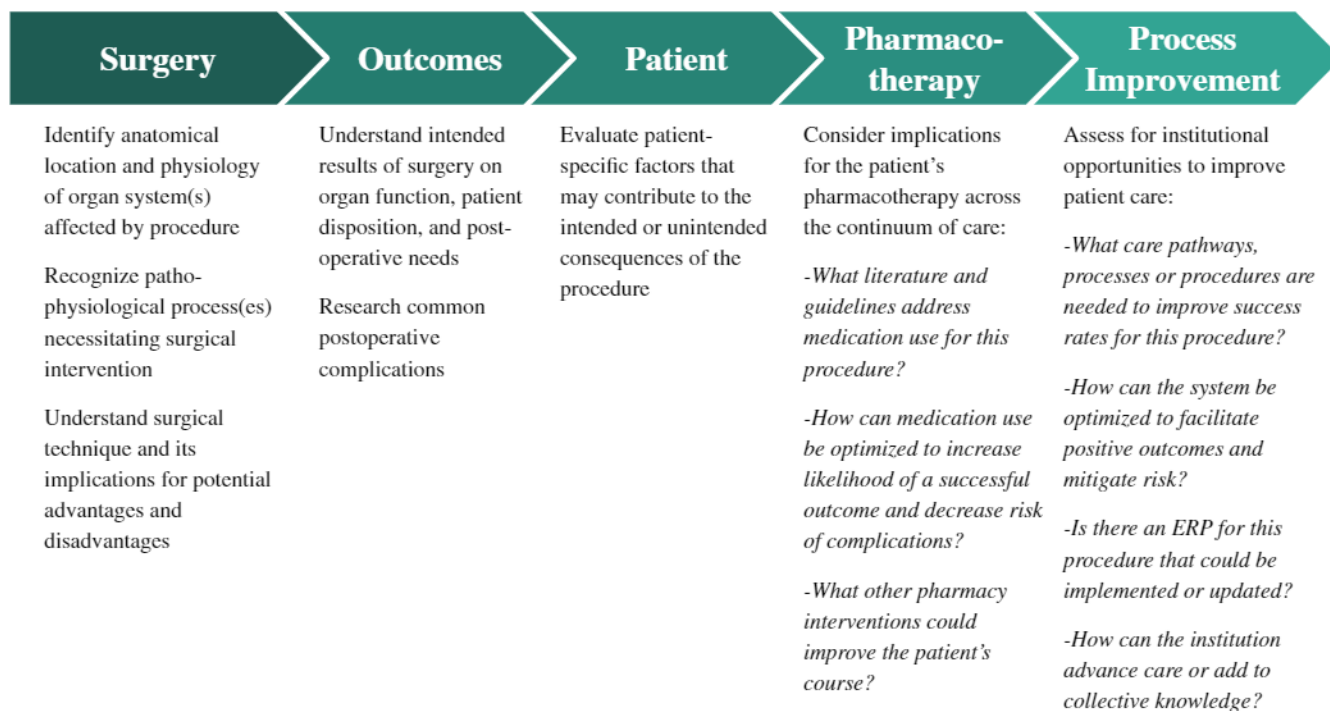 Surgery
Outcomes
Patient
Pharmaco-
therapy
Process
Improvement
Identify anatomical
location and physiology
of organ system(s)
affected by procedure
Recognize patho-
physiological process(es)
necessitating surgical
intervention
Understand surgical
technique and its
implications for potential
advantages and
disadvantages
Understand intended
results of surgery on
organ function, patient
disposition, and post-
operative needs
Research common
postoperative
complications
Evaluate patient-
specific factors that
may contribute to the
intended or unintended
consequences of the
procedure
Consider implications
for the patient’s
pharmacotherapy across
the continuum of care:
-What literature and
guidelines address
medication use for this
procedure?
-How can medication use
be optimized to increase
likelihood of a successful
outcome and decrease risk
of complications?
-What other pharmacy
interventions could
improve the patient’s
course?
Assess for institutional
opportunities to improve
patient care:
-What care pathways,
processes or procedures are
needed to improve success
rates for this procedure?
-How can the system be
optimized to facilitate
positive outcomes and
mitigate risk?
-Is there an ERP for this
procedure that could be
implemented or updated?
-How can the institution
advance care or add to
collective knowledge?